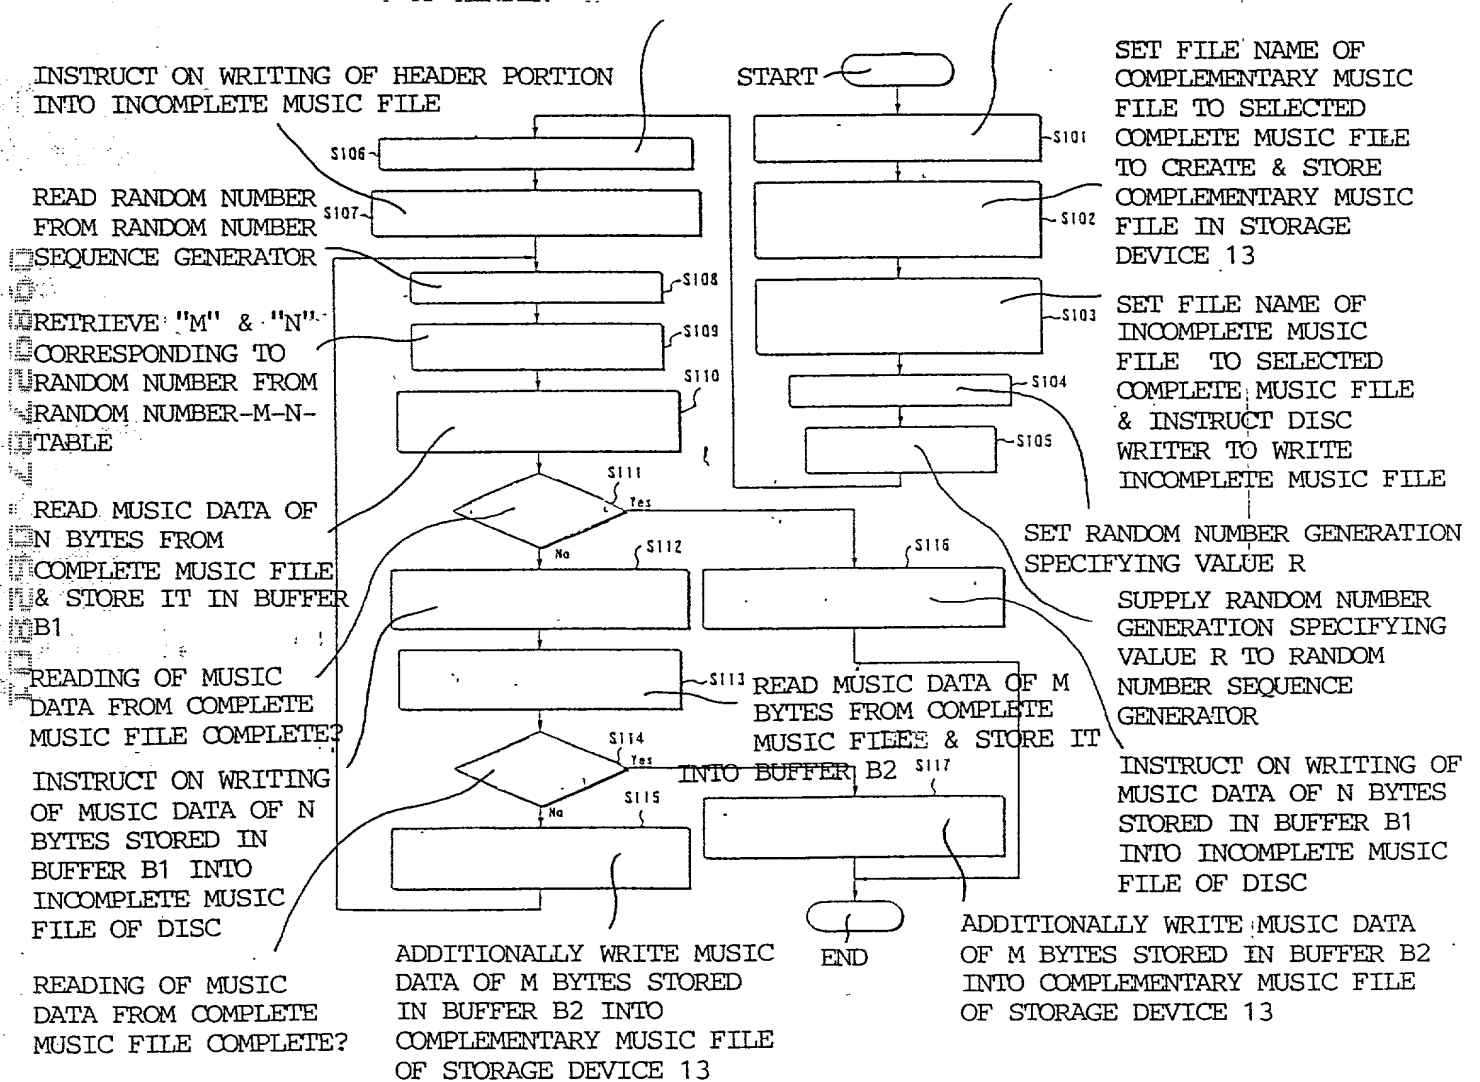 START
SET FILE NAME OF
COMPLEMENTARY MUSIC
FILE TO SELECTED
COMPLETE MUSIC FILE
TO CREATE & STORE
COMPLEMENTARY MUSIC
FILE IN STORAGE
DEVICE 13
S101
S102
SET FILE NAME OF
INCOMPLETE MUSIC
FILE TO SELECTED
COMPLETE MUSIC FILE
& INSTRUCT DISC
WRITER TO WRITE
INCOMPLETE MUSIC FILE
S103
S104
S105
SET RANDOM NUMBER GENERATION
SPECIFYING VALUE R
SUPPLY RANDOM NUMBER
GENERATION SPECIFYING
VALUE R TO RANDOM
NUMBER SEQUENCE
GENERATOR
INSTRUCT ON WRITING OF HEADER PORTION
INTO INCOMPLETE MUSIC FILE
S106
S107
READ RANDOM NUMBER
FROM RANDOM NUMBER
SEQUENCE GENERATOR
S108
RETRIEVE "M" & "N"
CORRESPONDING TO
RANDOM NUMBER FROM
RANDOM NUMBER-M-N-
TABLE
S109
S110
READ MUSIC DATA OF
N BYTES FROM
COMPLETE MUSIC FILE
& STORE IT IN BUFFER
B1
S111
Yes
No
READING OF MUSIC
DATA FROM COMPLETE
MUSIC FILE COMPLETE?
S112
INSTRUCT ON WRITING
OF MUSIC DATA OF N
BYTES STORED IN
BUFFER B1 INTO
INCOMPLETE MUSIC
FILE OF DISC
S113
READ MUSIC DATA OF M
BYTES FROM COMPLETE
MUSIC FILE & STORE IT
INTO BUFFER B2
S114
Yes
No
READING OF MUSIC
DATA FROM COMPLETE
MUSIC FILE COMPLETE?
S115
ADDITIONALLY WRITE MUSIC
DATA OF M BYTES STORED
IN BUFFER B2 INTO
COMPLEMENTARY MUSIC FILE
OF STORAGE DEVICE 13
S116
INSTRUCT ON WRITING OF
MUSIC DATA OF N BYTES
STORED IN BUFFER B1
INTO INCOMPLETE MUSIC
FILE OF DISC
S117
ADDITIONALLY WRITE MUSIC DATA
OF M BYTES STORED IN BUFFER B2
INTO COMPLEMENTARY MUSIC FILE
OF STORAGE DEVICE 13
END